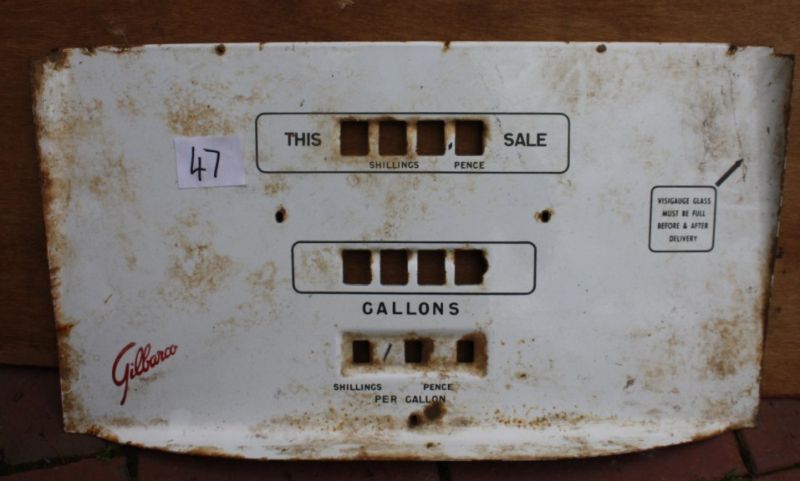 THIS SALE
SHILLINGS PENCE
47
VISIGAUGE GLASS
MUST BE FULL
BEFORE & AFTER
DELIVERY
GALLONS
/
Gilbarco
SHILLINGS PENCE
PER GALLON